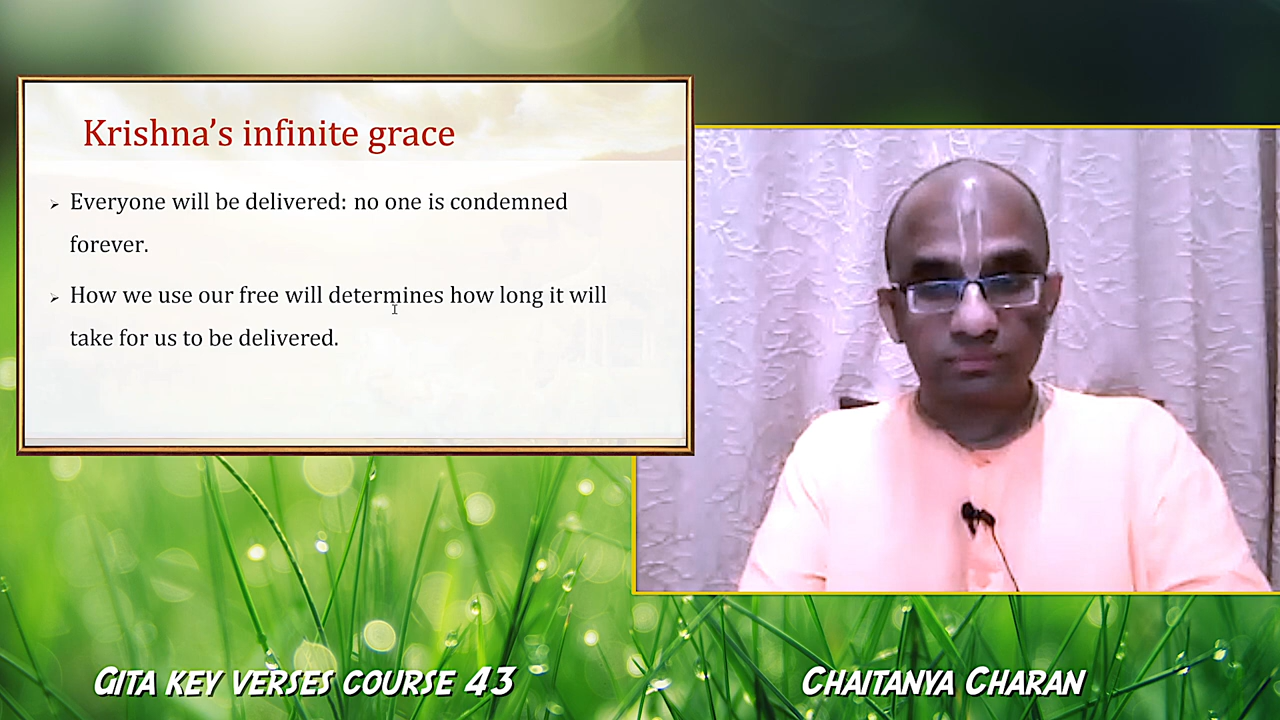 Krishna’s infinite grace
Everyone will be delivered: no one is condemned
forever.
How we use our free will determines how long it will
take for us to be delivered.
GITA KEY VERSES COURSE 43
CHAITANYA CHARAN